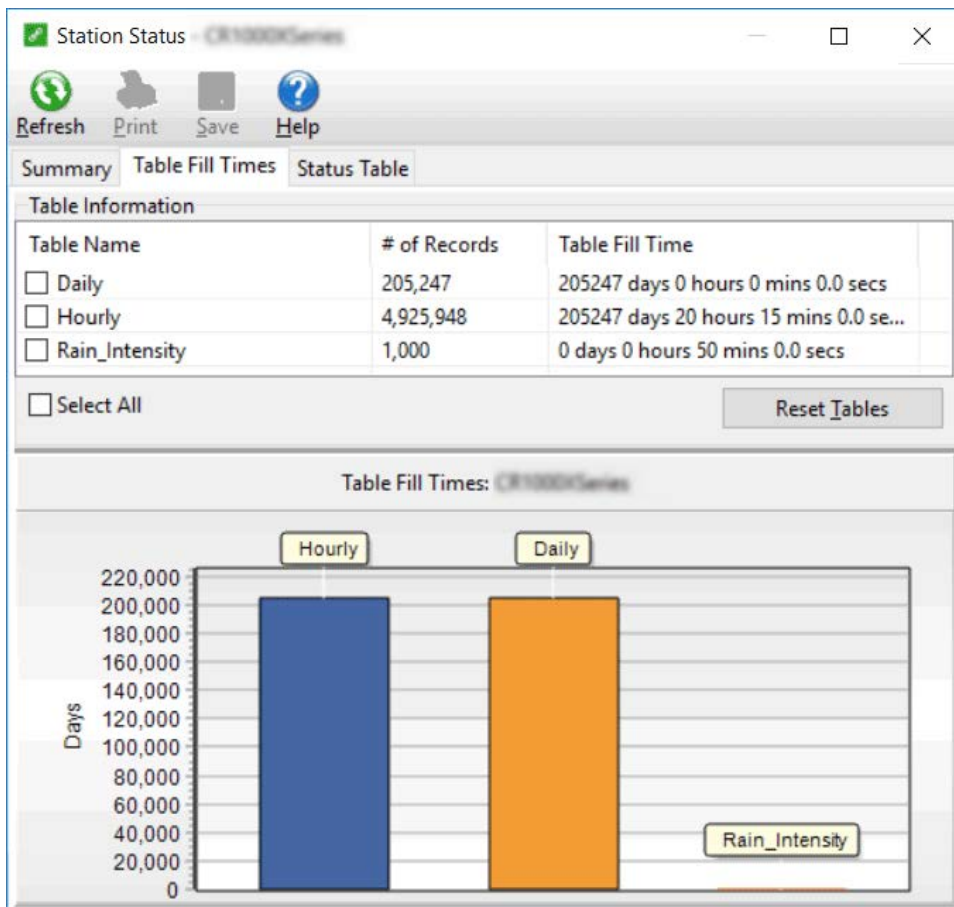 Station Status -
Refresh Print Save Help
Summary Table Fill Times Status Table
Table Information
Table Name # of Records Table Fill Time
Daily 205,247 205247 days 0 hours 0 mins 0.0 secs
Hourly 4,925,948 205247 days 20 hours 15 mins 0.0 se...
Rain_Intensity 1,000 0 days 0 hours 50 mins 0.0 secs
Select All Reset Tables
Table Fill Times:
Hourly Daily
220,000
200,000
180,000
160,000
140,000
120,000
100,000
80,000
60,000
40,000
20,000
0
Days
Rain_Intensity